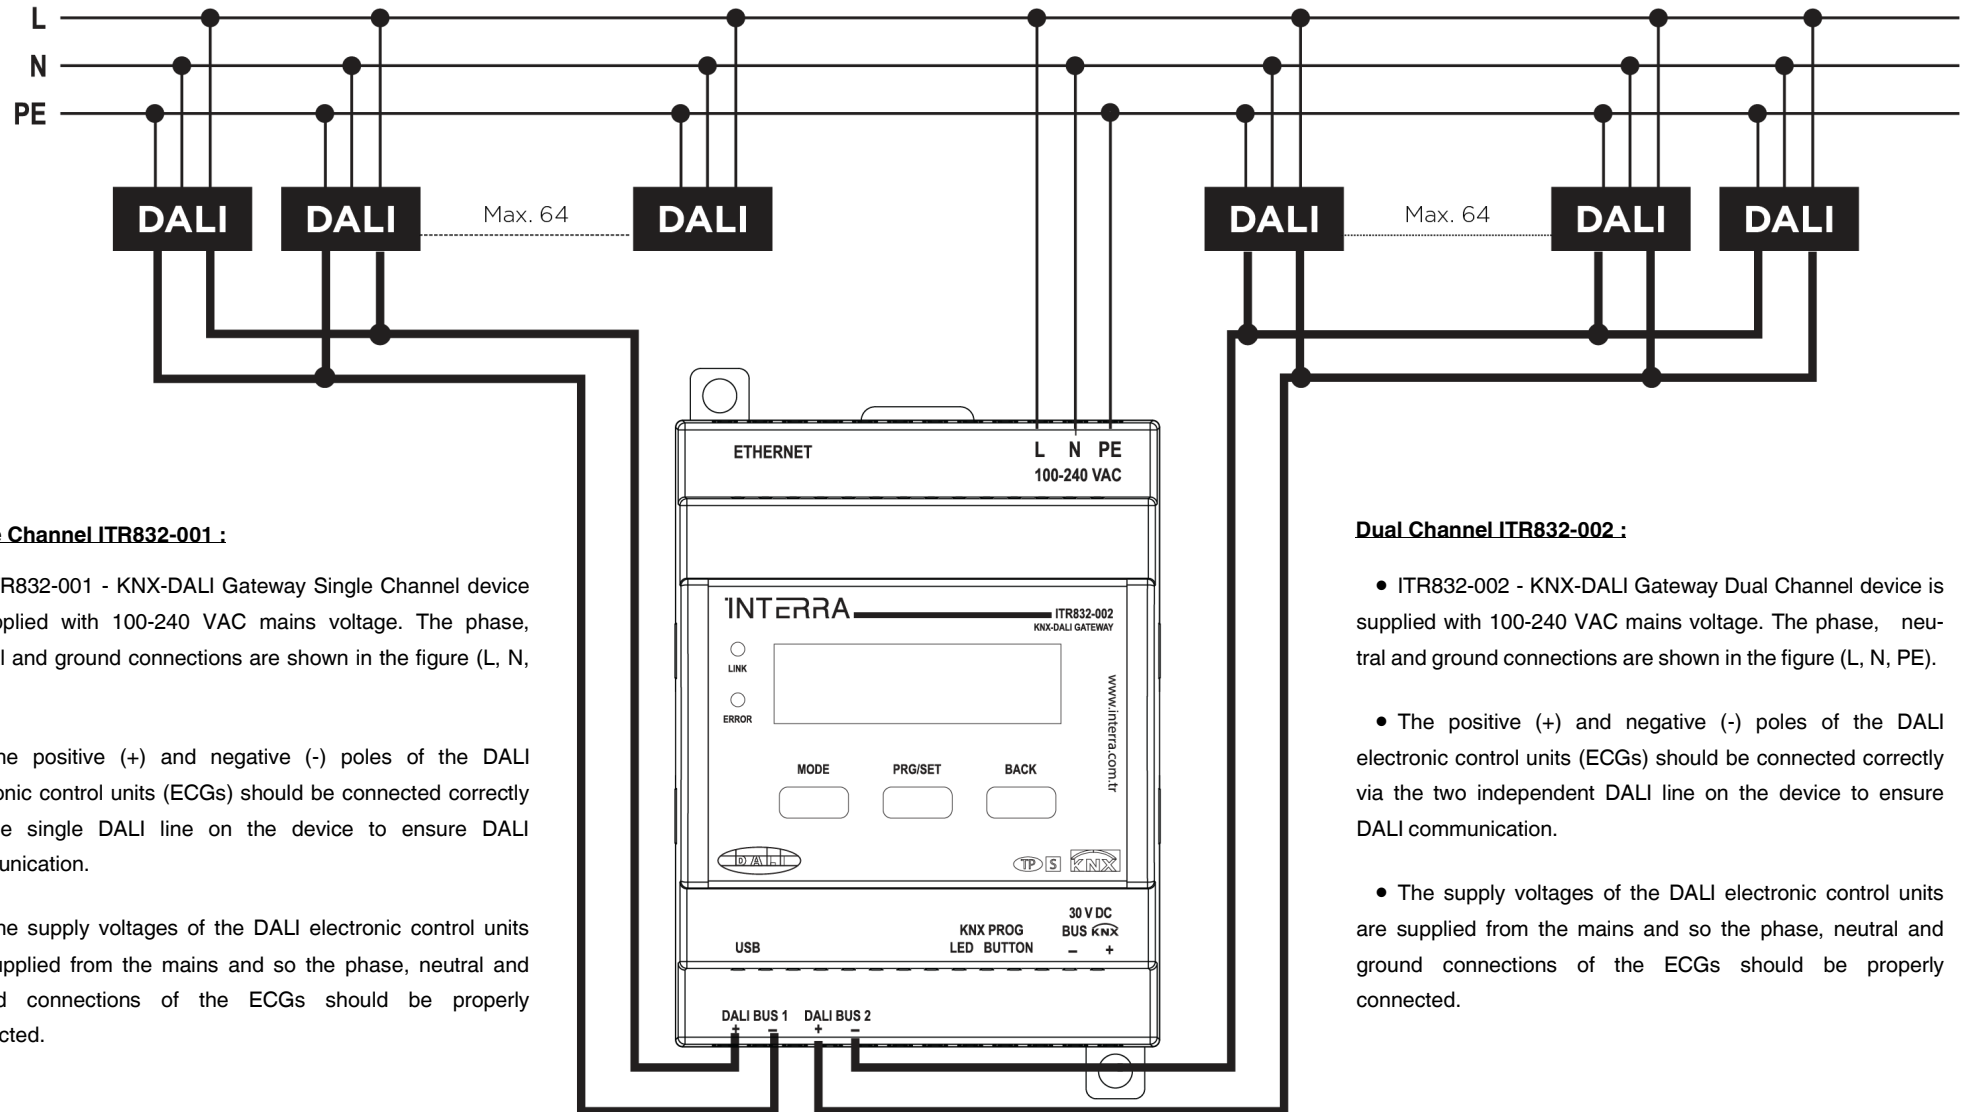 L
N
PE
DALI DALI Max. 64 DALI DALI Max. 64 DALI DALI
ETHERNET
L N PE
100-240 VAC
Channel ITR832-001 :
R832-001 - KNX-DALI Gateway Single Channel device
plied with 100-240 VAC mains voltage. The phase,
l and ground connections are shown in the figure (L, N,
he positive (+) and negative (-) poles of the DALI
onic control units (ECGs) should be connected correctly
e single DALI line on the device to ensure DALI
unication.
he supply voltages of the DALI electronic control units
upplied from the mains and so the phase, neutral and
d connections of the ECGs should be properly
cted.
INTERRA
ITR832-002
KNX-DALI GATEWAY
LINK
ERROR
www.interra.com.tr
MODE PRG/SET BACK
DALI
TP S KNX
USB
KNX PROG
LED BUTTON
30 V DC
BUS KNX
– +
DALI BUS 1 DALI BUS 2
+ – + –
Dual Channel ITR832-002 :
• ITR832-002 - KNX-DALI Gateway Dual Channel device is
supplied with 100-240 VAC mains voltage. The phase, neu-
tral and ground connections are shown in the figure (L, N, PE).
• The positive (+) and negative (-) poles of the DALI
electronic control units (ECGs) should be connected correctly
via the two independent DALI line on the device to ensure
DALI communication.
• The supply voltages of the DALI electronic control units
are supplied from the mains and so the phase, neutral and
ground connections of the ECGs should be properly
connected.